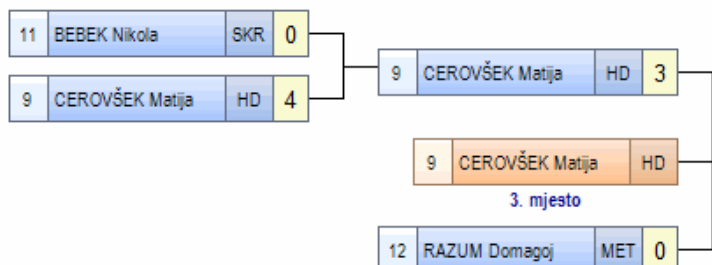 11 BEBEK Nikola SKR 0
9 CEROVŠEK Matija HD 4
9 CEROVŠEK Matija HD 3
9 CEROVŠEK Matija HD
3. mjesto
12 RAZUM Domagoj MET 0